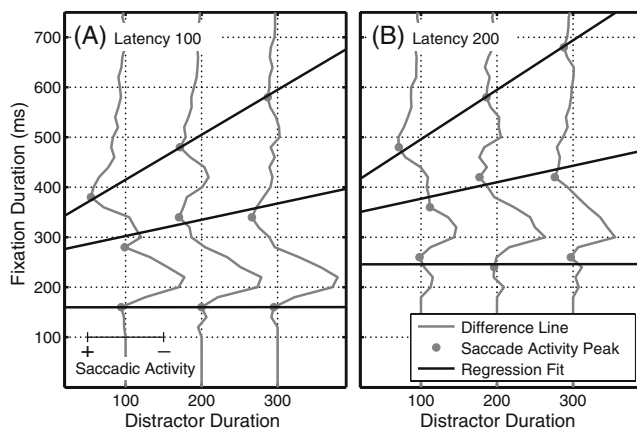 (A) Latency 100
(B) Latency 200
Fixation Duration (ms)
700
600
500
400
300
200
100
+ −
Saccadic Activity
Difference Line
Saccade Activity Peak
Regression Fit
100 200 300
100 200 300
Distractor Duration
Distractor Duration